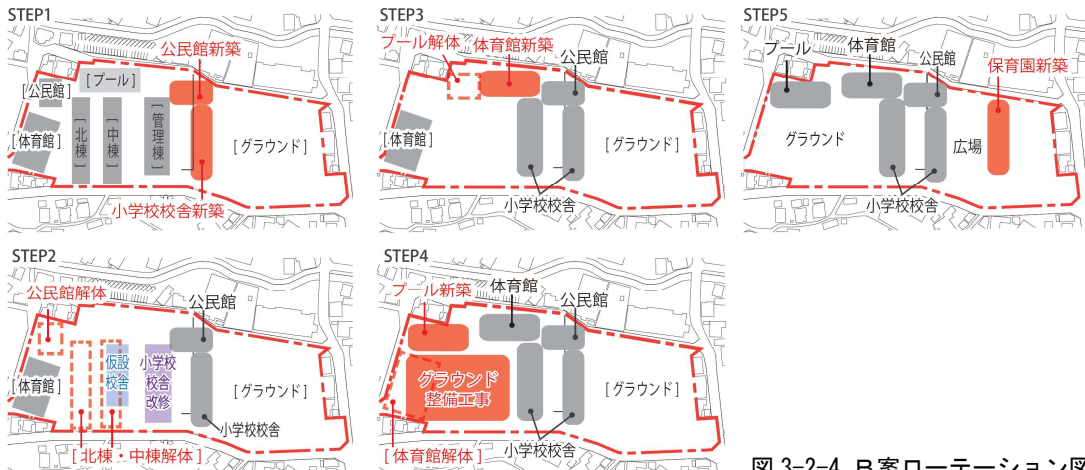 STEP1
公民館新築
[公民館]
[プール]
[体育館]
[北棟]
[中棟]
[管理棟]
[グラウンド]
小学校校舎新築
STEP2
公民館解体
公民館
[体育館]
仮設
校舎
小学校
校舎
改修
[グラウンド]
小学校校舎
[北棟・中棟解体]
STEP3
プール解体
体育館新築
公民館
[体育館]
[グラウンド]
小学校校舎
STEP4
プール新築
体育館
公民館
グラウンド
整備工事
[グラウンド]
小学校校舎
[体育館解体]
STEP5
プール
体育館
公民館
保育園新築
グラウンド
広場
小学校校舎
図 3-2-4 B案ローテーション図